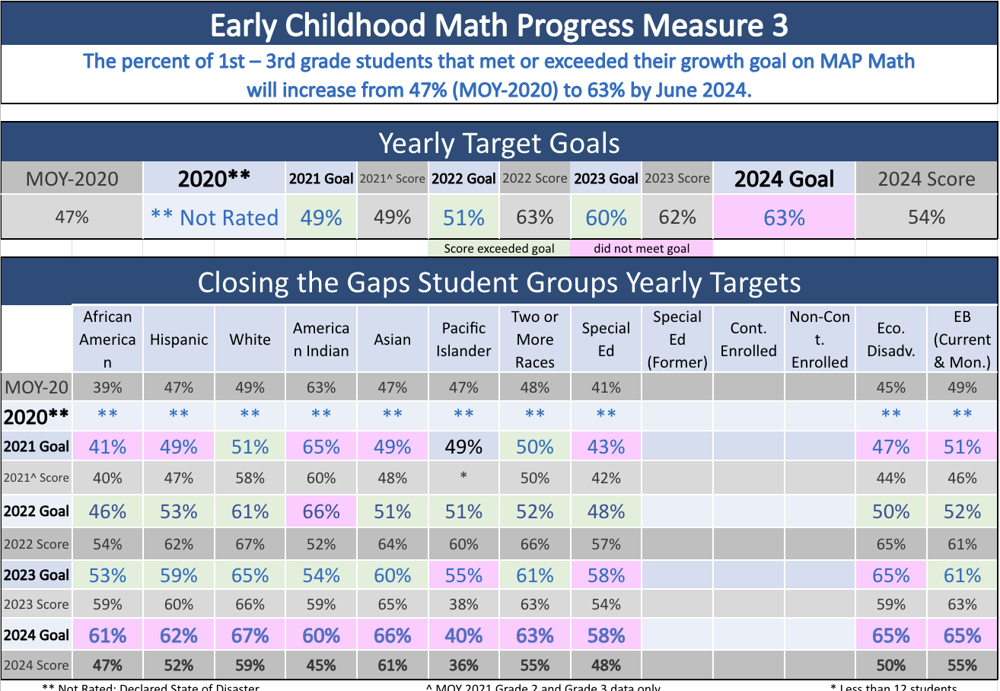 Early Childhood Math Progress Measure 3
The percent of 1st – 3rd grade students that met or exceeded their growth goal on MAP Math
will increase from 47% (MOY-2020) to 63% by June 2024.
Yearly Target Goals
MOY-2020 2020** 2021 Goal 2021^ Score 2022 Goal 2022 Score 2023 Goal 2023 Score 2024 Goal 2024 Score
47% ** Not Rated 49% 49% 51% 63% 60% 62% 63% 54%
Score exceeded goal did not meet goal
Closing the Gaps Student Groups Yearly Targets
African
America
n
Hispanic
White
America
n Indian
Asian
Pacific
Islander
Two or
More
Races
Special
Ed
Special
Ed
(Former)
Cont.
Enrolled
Non-Con
t.
Enrolled
Eco.
Disadv.
EB
(Current
& Mon.)
MOY-20 39% 47% 49% 63% 47% 47% 48% 41% 45% 49%
2020** ** ** ** ** ** ** ** ** ** **
2021 Goal 41% 49% 51% 65% 49% 49% 50% 43% 47% 51%
2021^ Score 40% 47% 58% 60% 48% * 50% 42% 44% 46%
2022 Goal 46% 53% 61% 66% 51% 51% 52% 48% 50% 52%
2022 Score 54% 62% 67% 52% 64% 60% 66% 57% 65% 61%
2023 Goal 53% 59% 65% 54% 60% 55% 61% 58% 65% 61%
2023 Score 59% 60% 66% 59% 65% 38% 63% 54% 59% 63%
2024 Goal 61% 62% 67% 60% 66% 40% 63% 58% 65% 65%
2024 Score 47% 52% 59% 45% 61% 36% 55% 48% 50% 55%
** Not Rated: Declared State of Disaster ^ MOY 2021 Grade 2 and Grade 3 data only * Less than 12 students